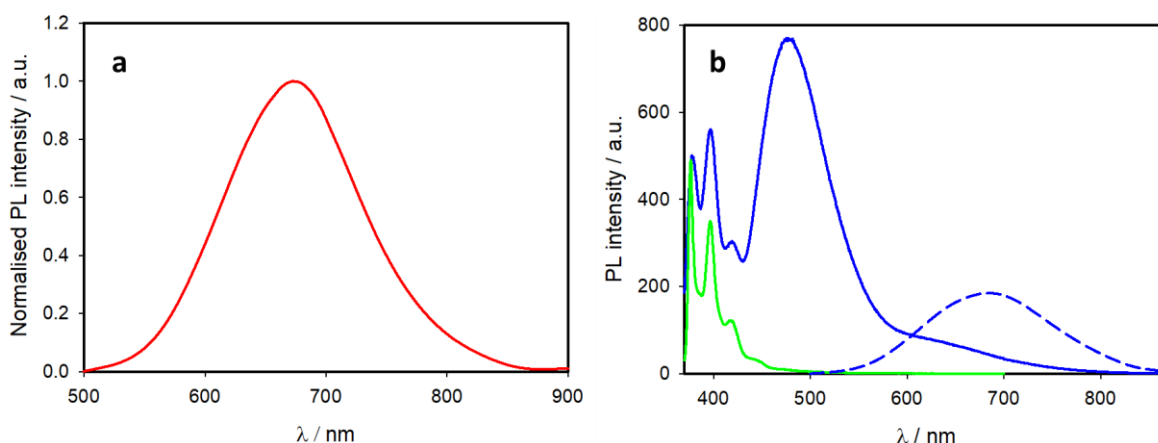 a
Normalised PL intensity / a.u.
1.2
1.0
0.8
0.6
0.4
0.2
0.0
500 600 700 800 900
λ / nm
b
PL intensity / a.u.
800
600
400
200
0
400 500 600 700 800
λ / nm